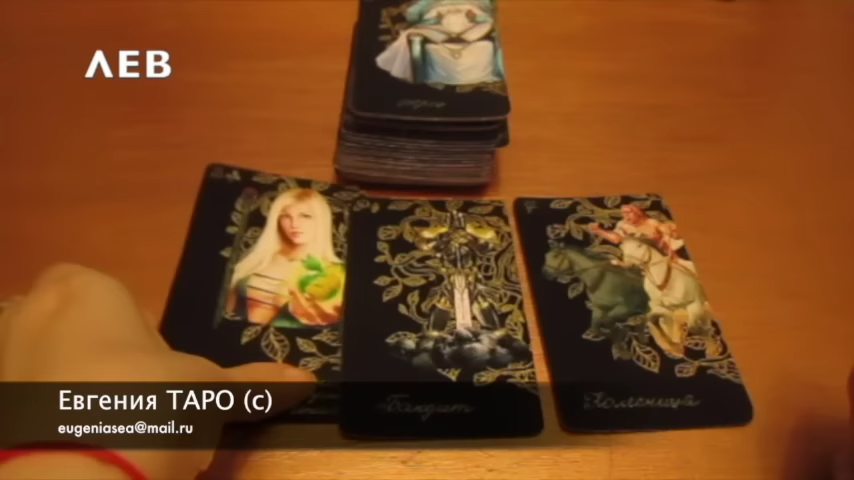 ЛЕВ
Бандит
Колесница
Евгения ТАРО (c)
eugeniasea@mail.ru